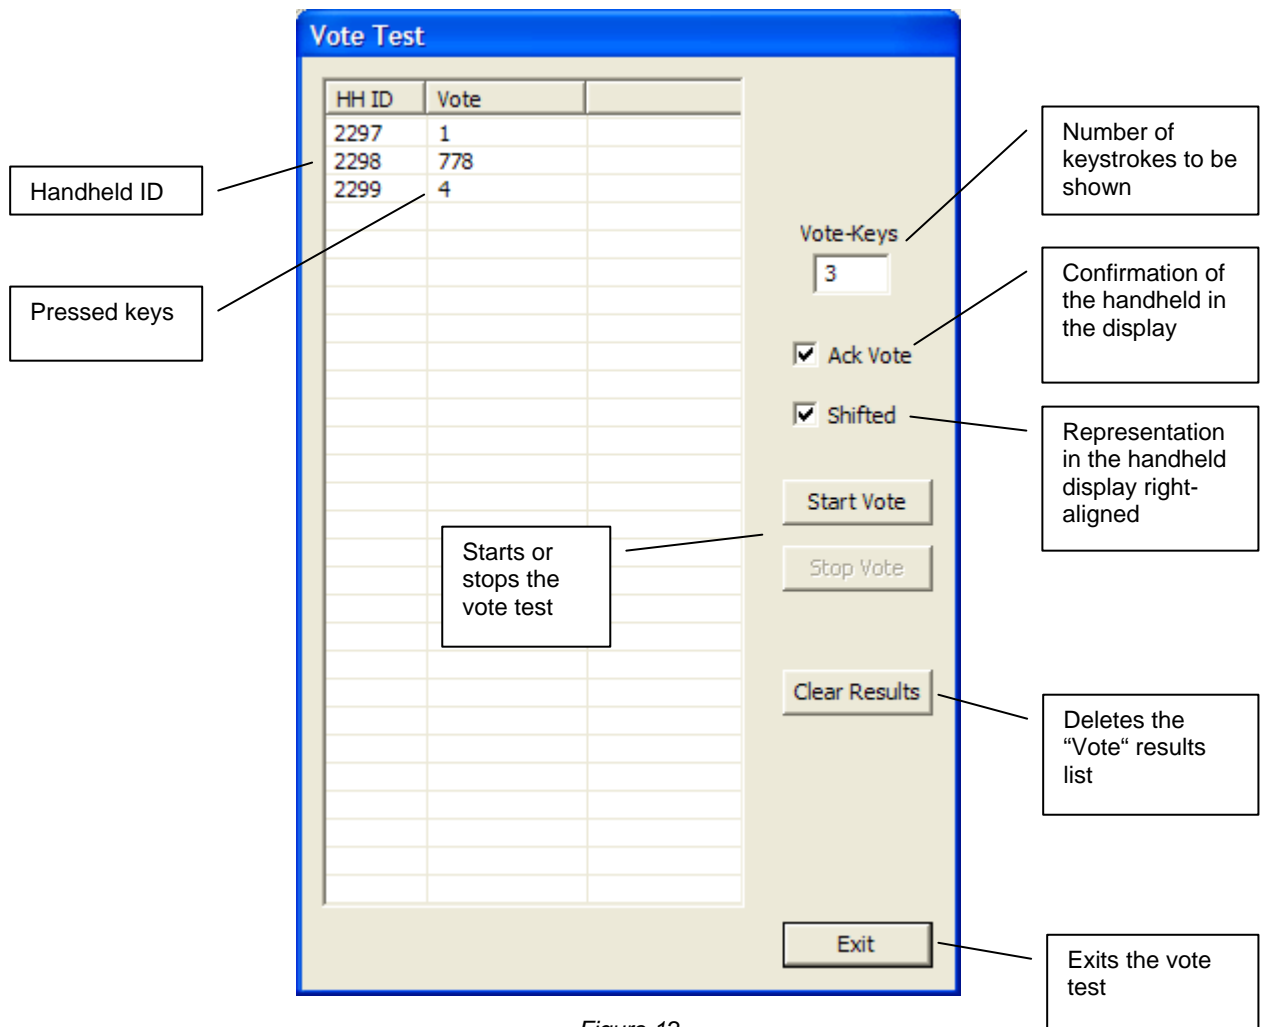 Vote Test
HH ID Vote
2297 1
2298 778
2299 4
Handheld ID
Pressed keys
Vote-Keys
3
Ack Vote
Shifted
Start Vote
Stop Vote
Clear Results
Exit
Starts or
stops the
vote test
Number of
keystrokes to be
shown
Confirmation of
the handheld in
the display
Representation
in the handheld
display right-
aligned
Deletes the
“Vote“ results
list
Exits the vote
test
Figure 12